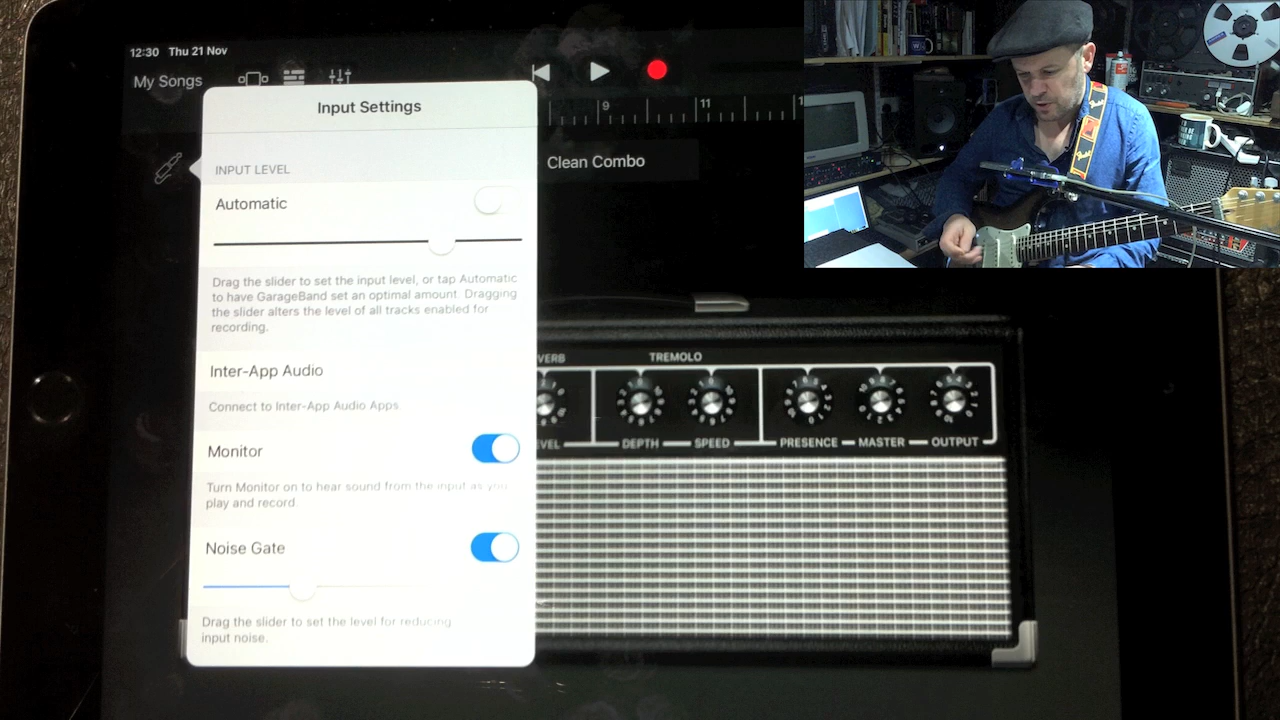 12:30 Thu 21 Nov
My Songs
9
11
Input Settings
INPUT LEVEL
Clean Combo
Automatic
Drag the slider to set the input level, or tap Automatic
to have GarageBand set an optimal amount. Dragging
the slider alters the level of all tracks enabled for
recording.
Inter-App Audio
Connect to Inter-App Audio Apps.
Monitor
Turn Monitor on to hear sound from the input as you
play and record
Noise Gate
Drag the slider to set the level for reducing
input noise.
VERB
TREMOLO
EVEL
DEPTH
SPEED
PRESENCE
MASTER
OUTPUT